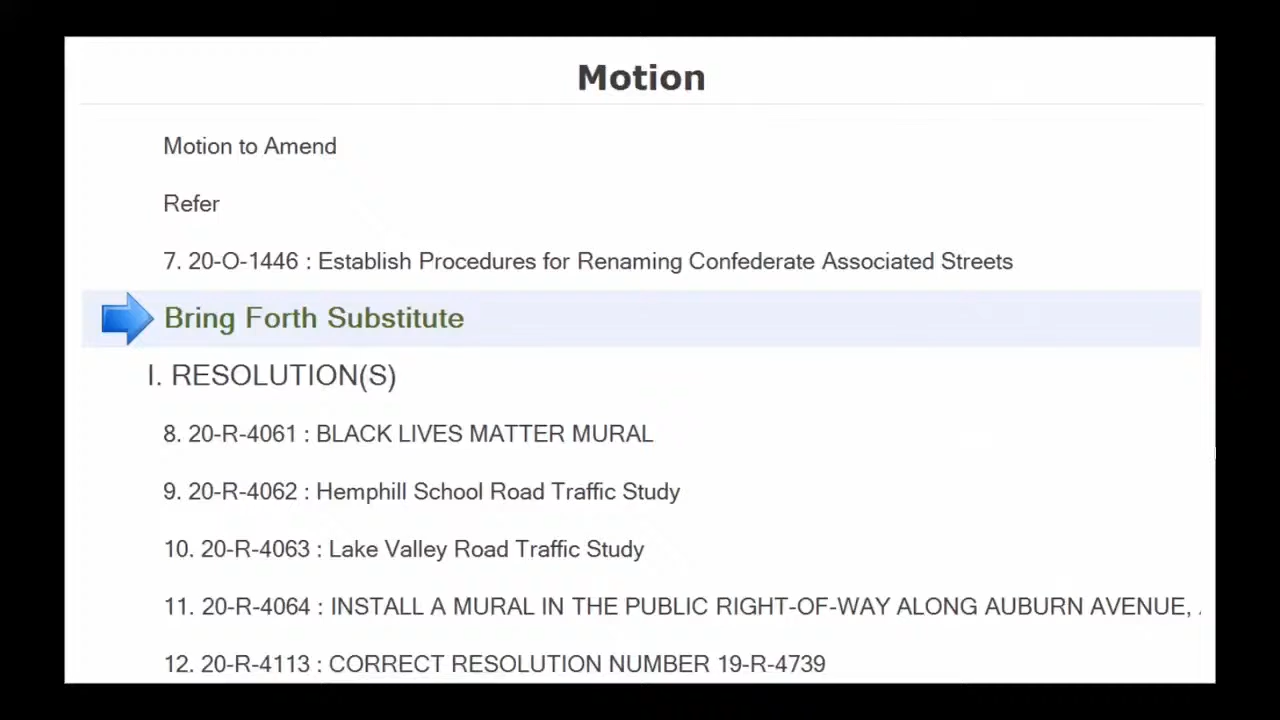 Motion
Motion to Amend
Refer
7. 20-O-1446 : Establish Procedures for Renaming Confederate Associated Streets
Bring Forth Substitute
I. RESOLUTION(S)
8. 20-R-4061 : BLACK LIVES MATTER MURAL
9. 20-R-4062 : Hemphill School Road Traffic Study
10. 20-R-4063 : Lake Valley Road Traffic Study
11. 20-R-4064 : INSTALL A MURAL IN THE PUBLIC RIGHT-OF-WAY ALONG AUBURN AVENUE,
12. 20-R-4113 : CORRECT RESOLUTION NUMBER 19-R-4739